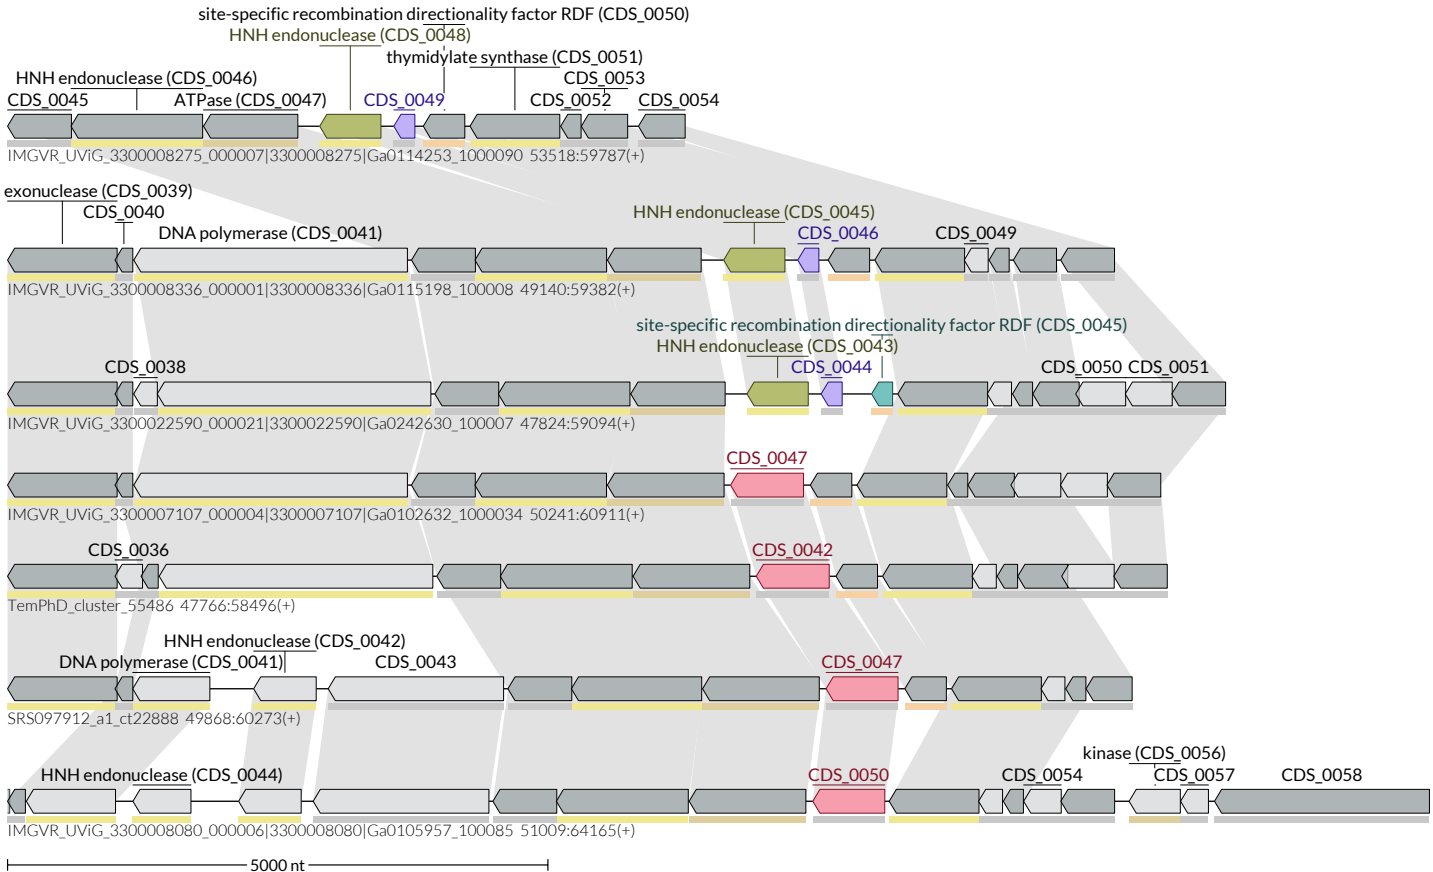 site-specific recombination directionality factor RDF (CDS_0050)
HNH endonuclease (CDS_0048)
thymidylate synthase (CDS_0051)
HNH endonuclease (CDS_0046) CDS_0053
CDS_0045 ATPase (CDS_0047) CDS_0049 CDS_0052 CDS_0054
IMGVR_UViG_3300008275_000007|3300008275|Ga0114253_1000090 53518:59787(+)
exonuclease (CDS_0039)
CDS_0040 HNH endonuclease (CDS_0045)
DNA polymerase (CDS_0041) CDS_0046 CDS_0049
IMGVR_UViG_3300008336_000001|3300008336|Ga0115198_100008 49140:59382(+)
site-specific recombination directionality factor RDF (CDS_0045)
HNH endonuclease (CDS_0043)
CDS_0038 CDS_0044 CDS_0050 CDS_0051
IMGVR_UViG_3300022590_000021|3300022590|Ga0242630_100007 47824:59094(+)
CDS_0047
IMGVR_UViG_3300007107_000004|3300007107|Ga0102632_1000034 50241:60911(+)
CDS_0036 CDS_0042
TemPhD_cluster_55486 47766:58496(+)
HNH endonuclease (CDS_0042)
DNA polymerase (CDS_0041) CDS_0043 CDS_0047
SRS097912_a1_ct22888 49868:60273(+)
kinase (CDS_0056)
HNH endonuclease (CDS_0044) CDS_0050 CDS_0054 CDS_0057 CDS_0058
IMGVR_UViG_3300008080_000006|3300008080|Ga0105957_100085 51009:64165(+)
5000 nt